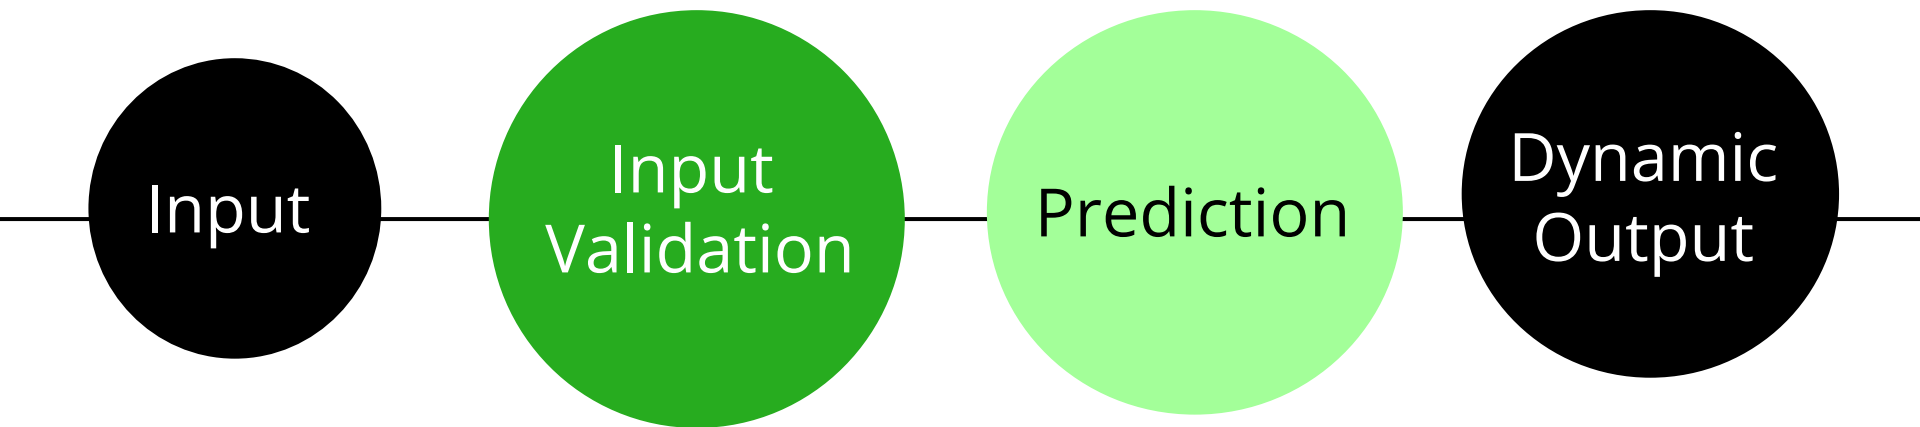 Input
Input
Validation
Prediction
Dynamic
Output